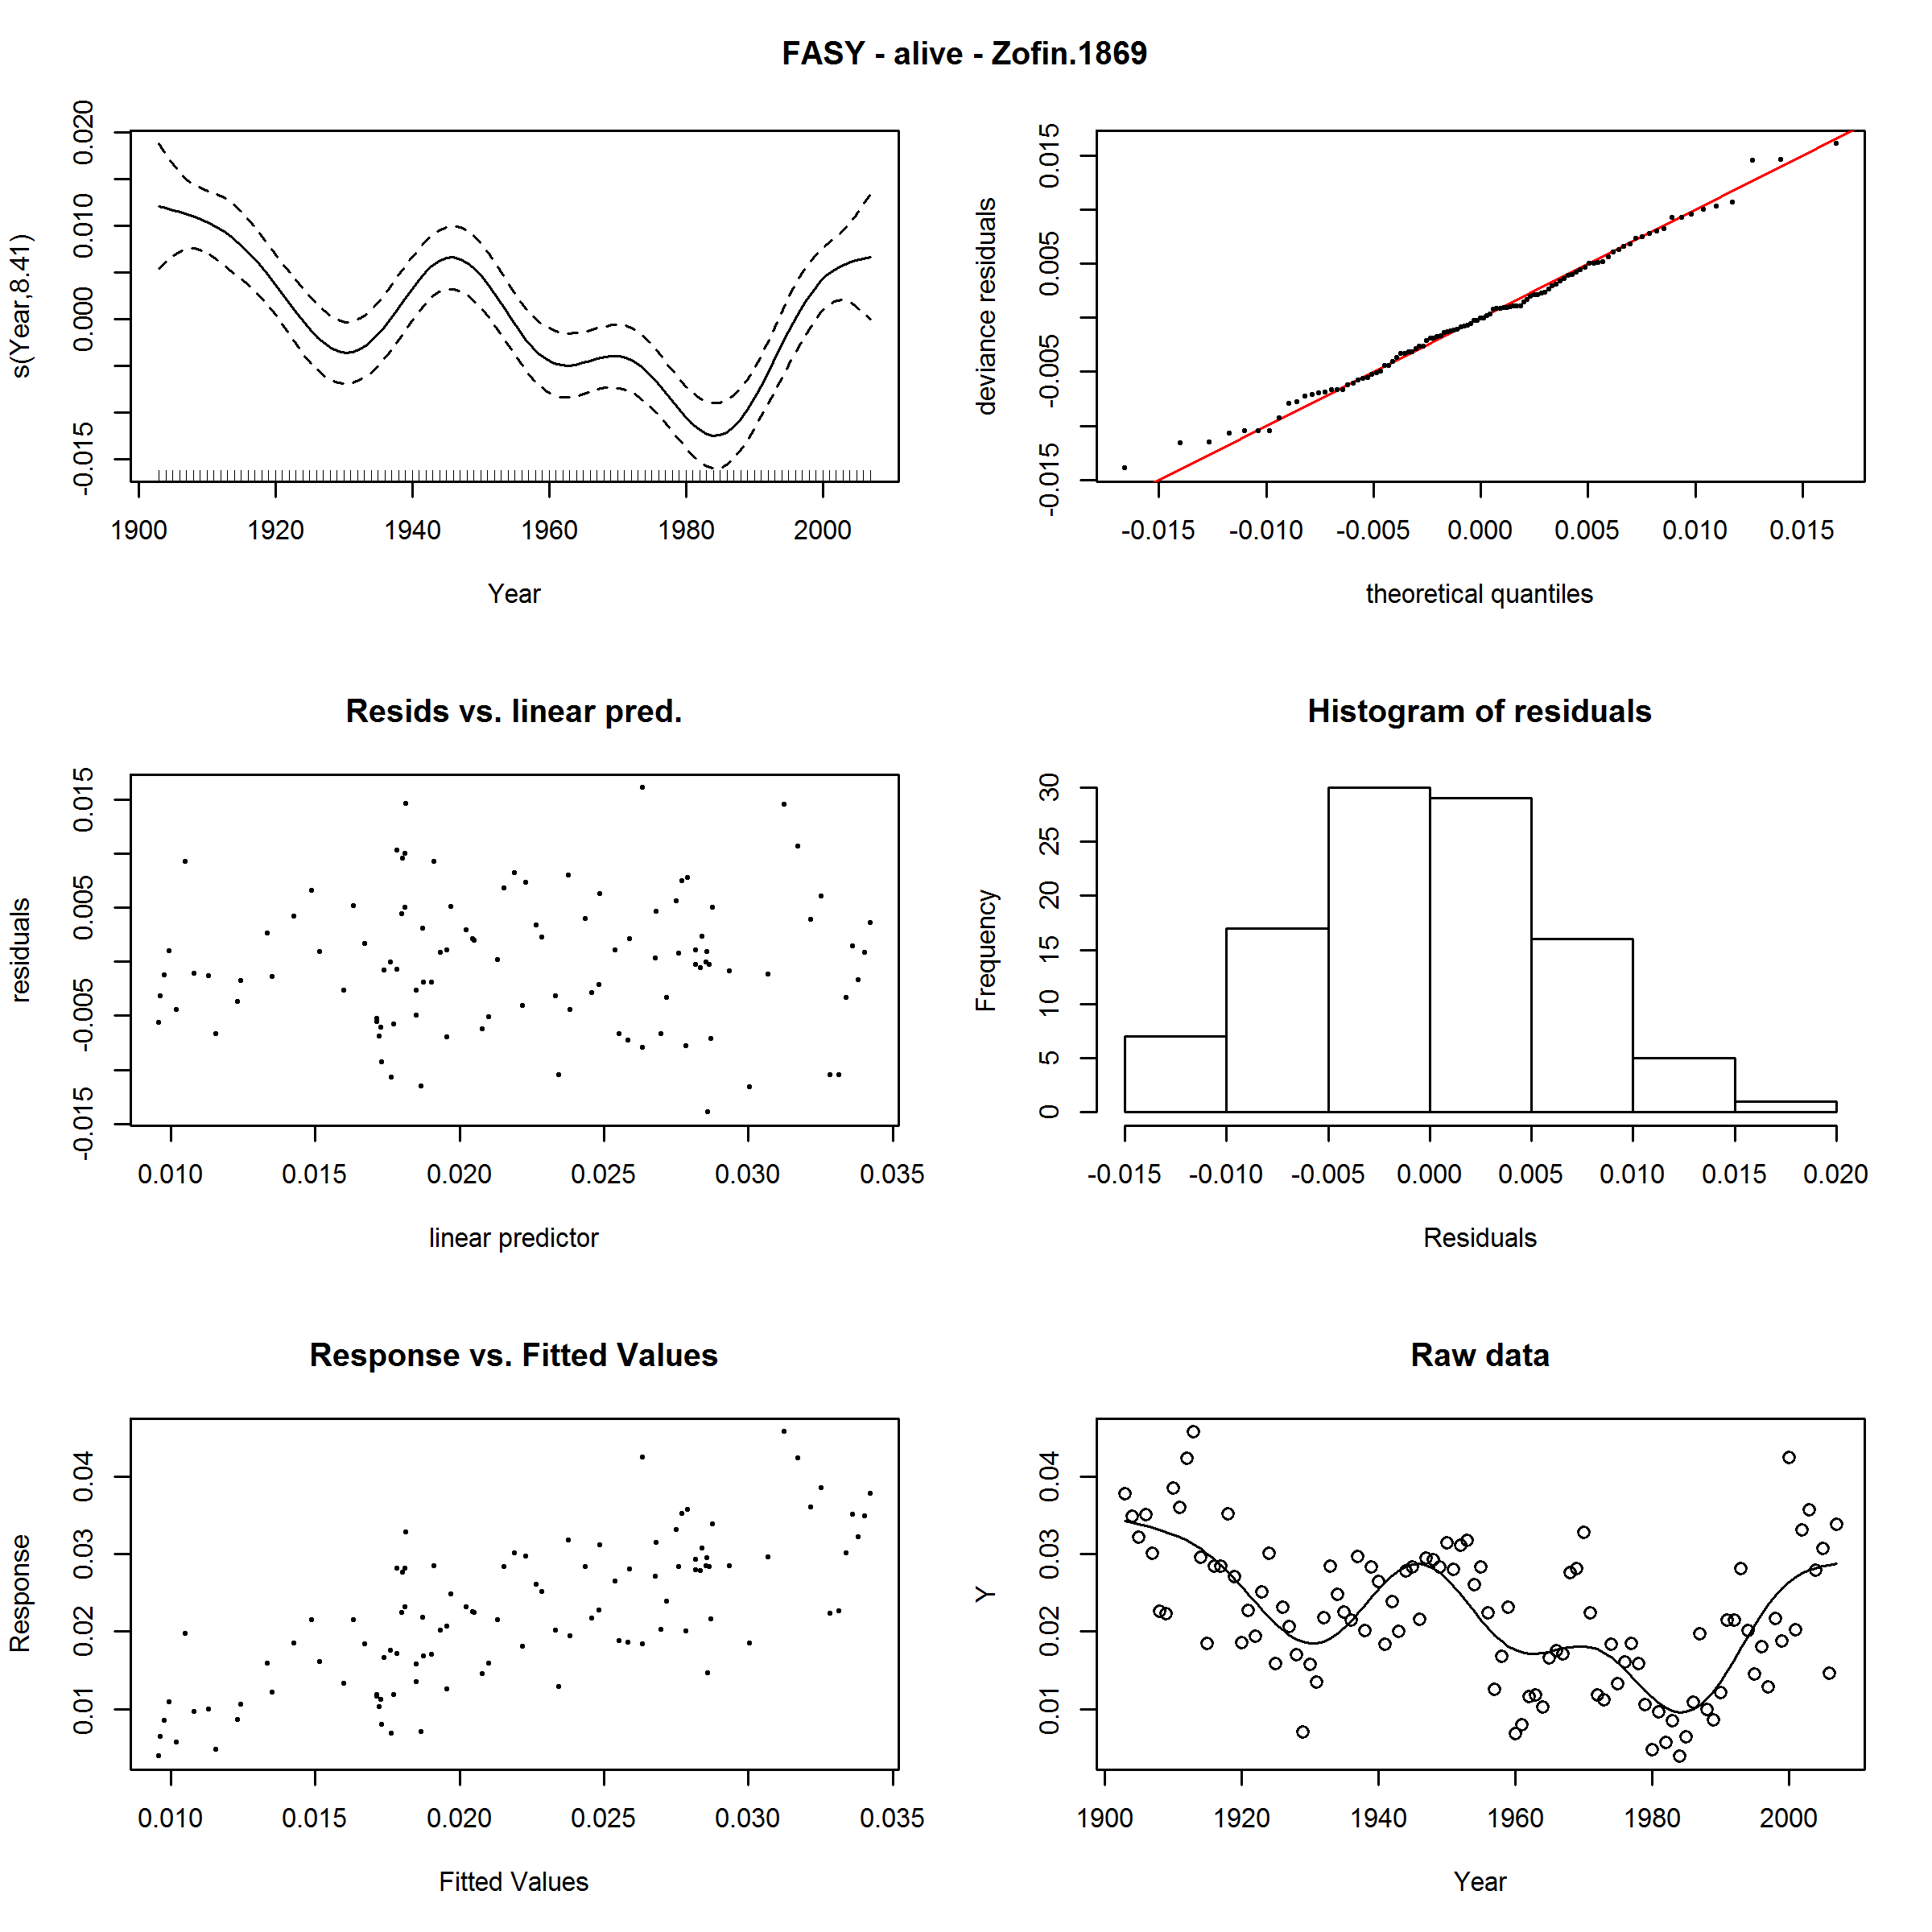 FASY - alive - Zofin.1869
s(Year,8.41)
-0.015 0.000 0.010 0.020
1900 1920 1940 1960 1980 2000
Year
deviance residuals
-0.015 -0.005 0.005 0.015
-0.015 -0.010 -0.005 0.000 0.005 0.010 0.015
theoretical quantiles
Resids vs. linear pred.
residuals
-0.015 -0.005 0.005 0.015
0.010 0.015 0.020 0.025 0.030 0.035
linear predictor
Histogram of residuals
Frequency
0 5 10 15 20 25 30
-0.015 -0.010 -0.005 0.000 0.005 0.010 0.015 0.020
Residuals
Response vs. Fitted Values
Response
0.01 0.02 0.03 0.04
0.010 0.015 0.020 0.025 0.030 0.035
Fitted Values
Raw data
Y
0.01 0.02 0.03 0.04
1900 1920 1940 1960 1980 2000
Year